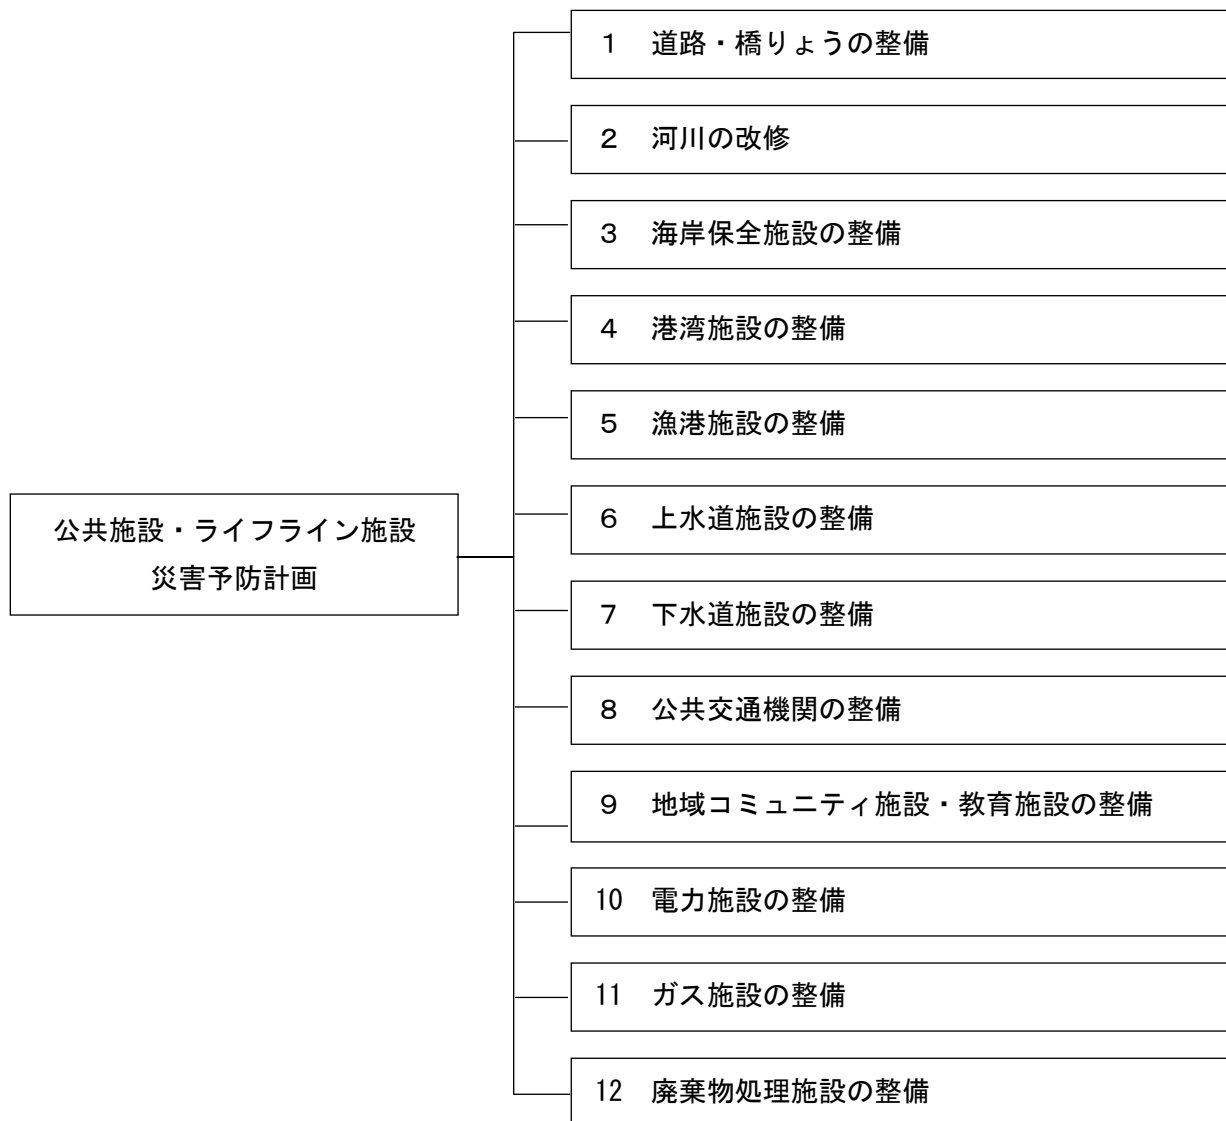 1 道路・橋りょうの整備
2 河川の改修
3 海岸保全施設の整備
4 港湾施設の整備
5 漁港施設の整備
公共施設・ライフライン施設
災害予防計画
6 上水道施設の整備
7 下水道施設の整備
8 公共交通機関の整備
9 地域コミュニティ施設・教育施設の整備
10 電力施設の整備
11 ガス施設の整備
12 廃棄物処理施設の整備